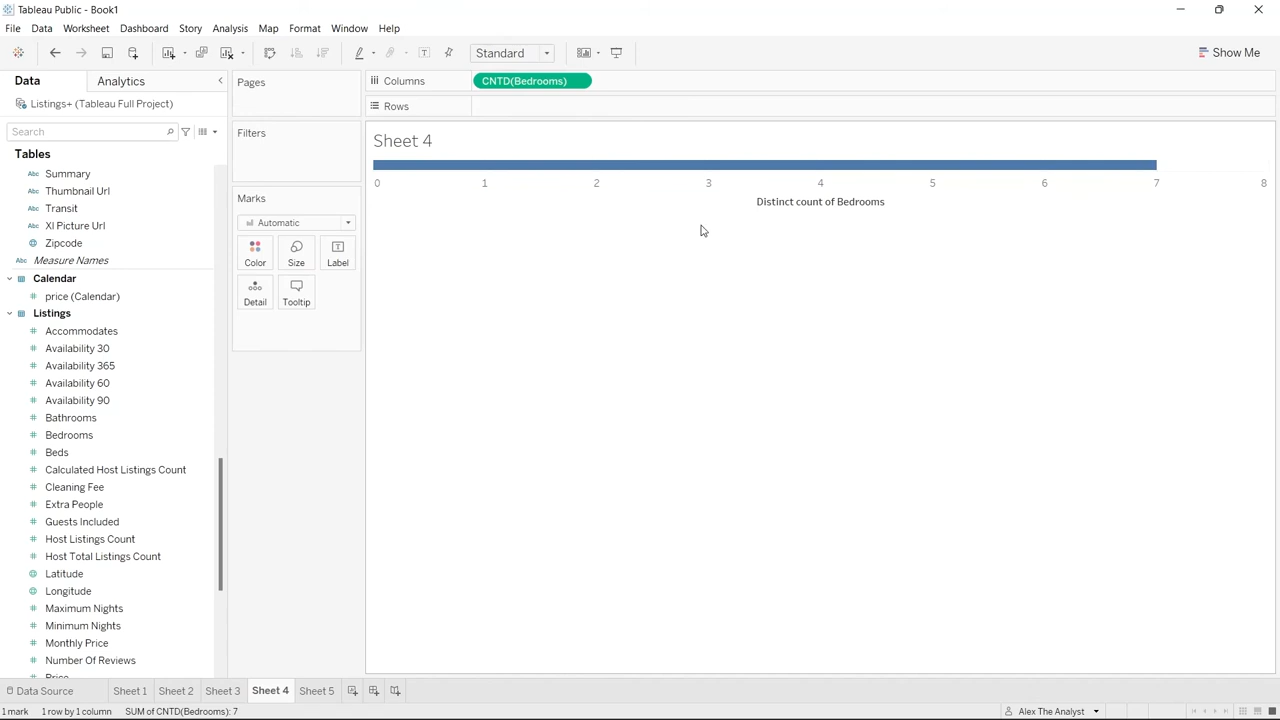 Tableau Public - Book1
File Data Worksheet Dashboard Story Analysis Map Format Window Help
Standard
Show Me
Data Analytics
Listings+ (Tableau Full Project)
Search
Tables
Abc Summary
Abc Thumbnail Url
Abc Transit
Abc Xl Picture Url
Zipcode
Abc Measure Names
Calendar
# price (Calendar)
Listings
# Accommodates
# Availability 30
# Availability 365
# Availability 60
# Availability 90
# Bathrooms
# Bedrooms
# Beds
# Calculated Host Listings Count
# Cleaning Fee
# Extra People
# Guests Included
# Host Listings Count
# Host Total Listings Count
Latitude
Longitude
# Maximum Nights
# Minimum Nights
# Monthly Price
# Number Of Reviews
# Price
Pages
Filters
Marks
Automatic
Color Size Label
Detail Tooltip
Columns CNTD(Bedrooms)
Rows
Sheet 4
0 1 2 3 4 5 6 7 8
Distinct count of Bedrooms
Data Source Sheet 1 Sheet 2 Sheet 3 Sheet 4 Sheet 5
1 mark 1 row by 1 column SUM of CNTD(Bedrooms): 7 Alex The Analyst